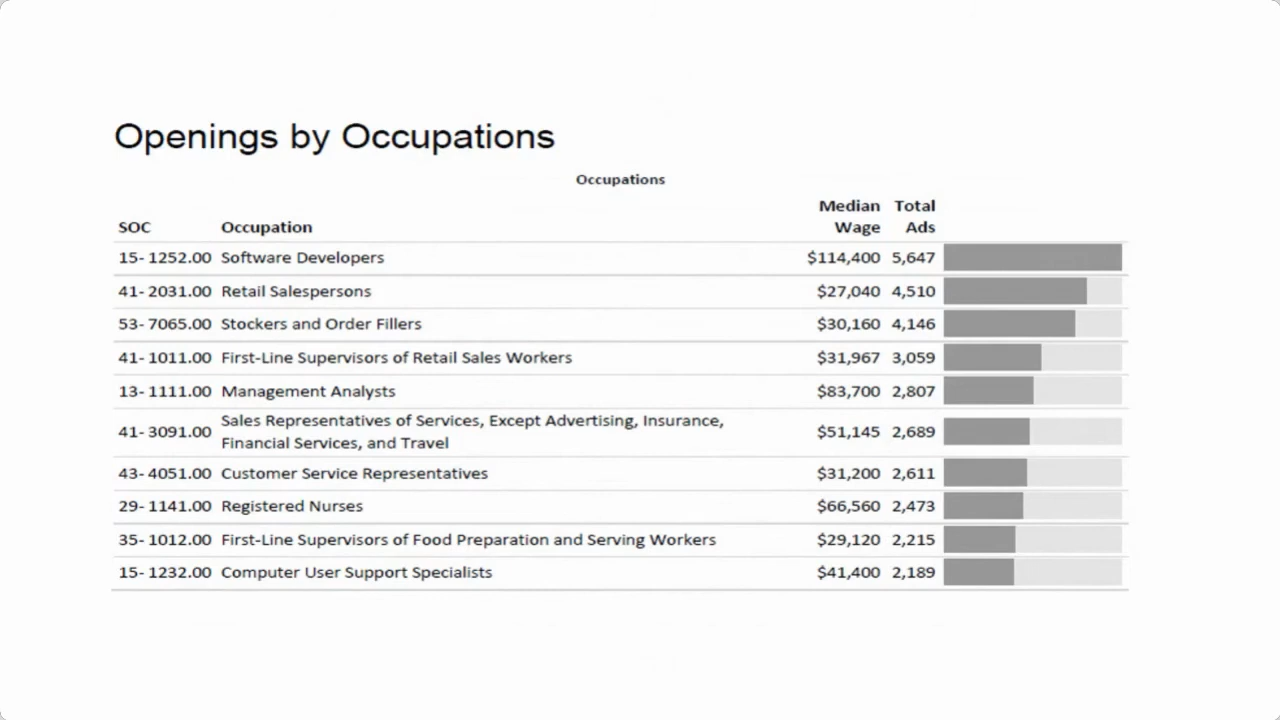 Openings by Occupations
Occupations
SOC Occupation Median Wage Total Ads
15- 1252.00 Software Developers $114,400 5,647
41- 2031.00 Retail Salespersons $27,040 4,510
53- 7065.00 Stockers and Order Fillers $30,160 4,146
41- 1011.00 First-Line Supervisors of Retail Sales Workers $31,967 3,059
13- 1111.00 Management Analysts $83,700 2,807
41- 3091.00 Sales Representatives of Services, Except Advertising, Insurance,
Financial Services, and Travel $51,145 2,689
43- 4051.00 Customer Service Representatives $31,200 2,611
29- 1141.00 Registered Nurses $66,560 2,473
35- 1012.00 First-Line Supervisors of Food Preparation and Serving Workers $29,120 2,215
15- 1232.00 Computer User Support Specialists $41,400 2,189